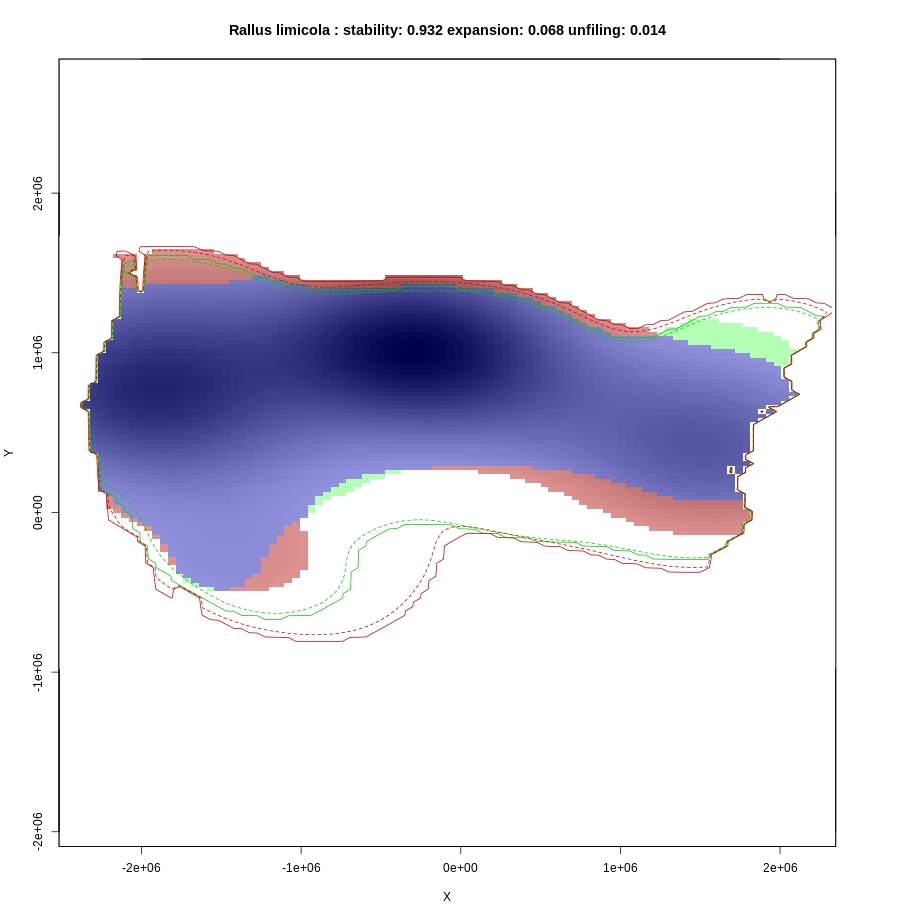 Rallus limicola : stability: 0.932 expansion: 0.068 unfiling: 0.014
2e+06
1e+06
0e+00
-1e+06
-2e+06
Y
-2e+06 -1e+06 0e+00 1e+06 2e+06
X